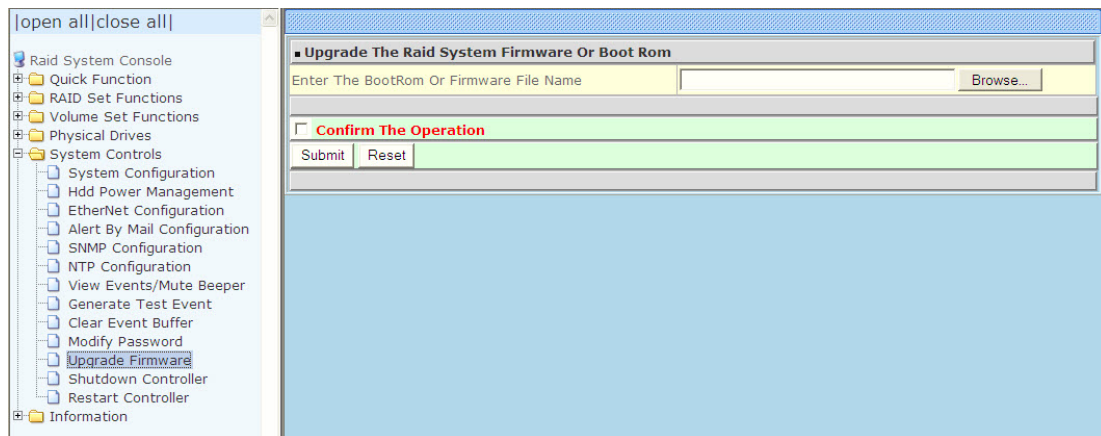 |open all|close all|
Raid System Console
Quick Function
RAID Set Functions
Volume Set Functions
Physical Drives
System Controls
System Configuration
Hdd Power Management
EtherNet Configuration
Alert By Mail Configuration
SNMP Configuration
NTP Configuration
View Events/Mute Beeper
Generate Test Event
Clear Event Buffer
Modify Password
Upgrade Firmware
Shutdown Controller
Restart Controller
Information
Upgrade The Raid System Firmware Or Boot Rom
Enter The BootRom Or Firmware File Name Browse...
Confirm The Operation
Submit Reset